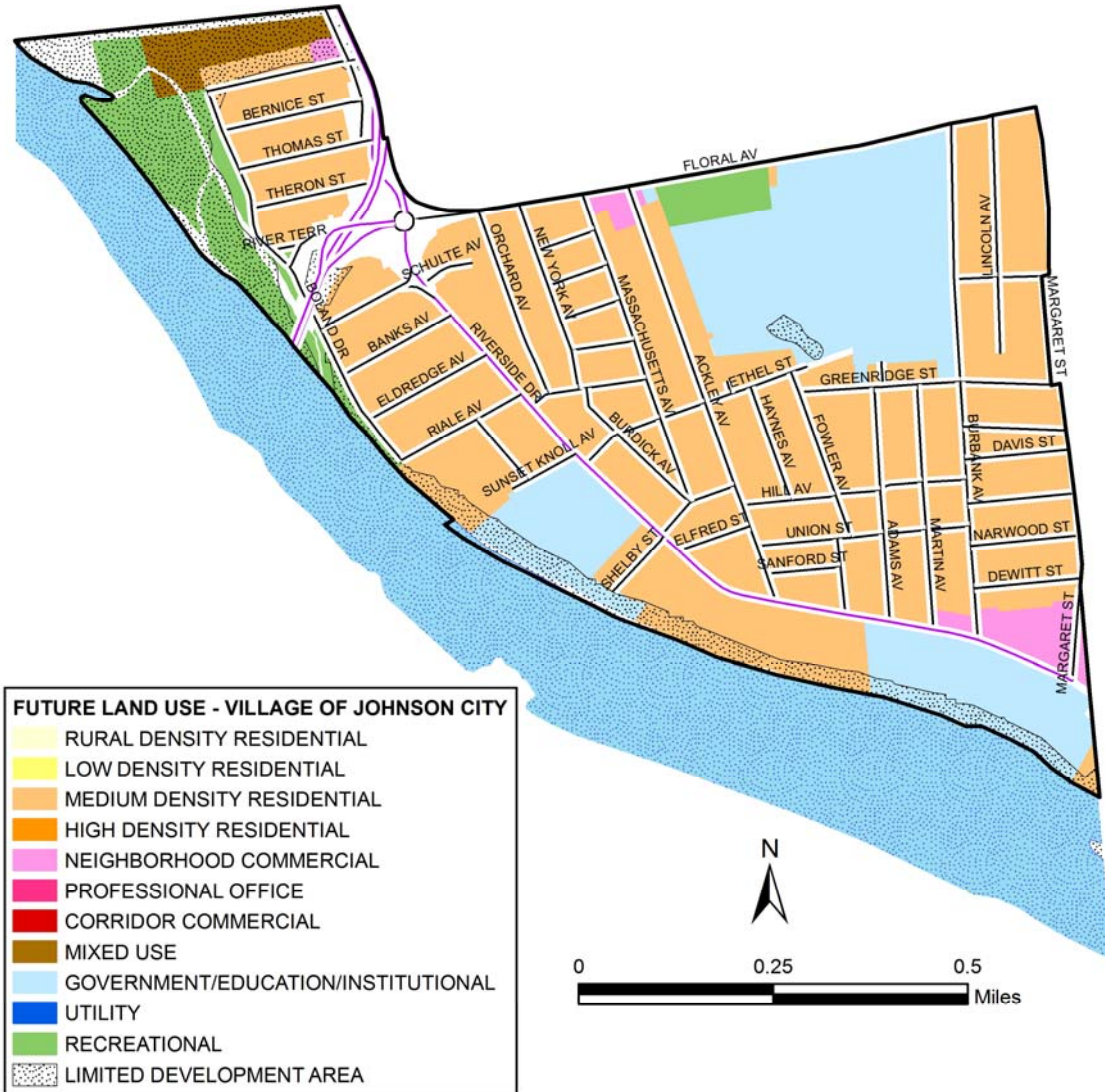 BERNICE ST
THOMAS ST
THERON ST
RIVER TERR
FLORAL AV
LINCOLN AV
MARGARET ST
SCHULTE AV
ORCHARD AV
NEW YORK AV
MASSACHUSETTS AV
BOLAND DR
BANKS AV
RIVERSIDE DR
ACKLEY AV
ETHEL ST
GREENRIDGE ST
ELDREDGE AV
RIALE AV
BURDICK AV
HAYNES AV
FOWLER AV
BURBANK AV
DAVIS ST
SUNSET KNOLL AV
HILL AV
ELFRED ST
UNION ST
ADAMS AV
MARTIN AV
NARWOOD ST
SHELBY ST
SANFORD ST
DEWITT ST
MARGARET ST
FUTURE LAND USE - VILLAGE OF JOHNSON CITY
RURAL DENSITY RESIDENTIAL
LOW DENSITY RESIDENTIAL
MEDIUM DENSITY RESIDENTIAL
HIGH DENSITY RESIDENTIAL
NEIGHBORHOOD COMMERCIAL
PROFESSIONAL OFFICE
CORRIDOR COMMERCIAL
MIXED USE
GOVERNMENT/EDUCATION/INSTITUTIONAL
UTILITY
RECREATIONAL
LIMITED DEVELOPMENT AREA
N
0 0.25 0.5
Miles